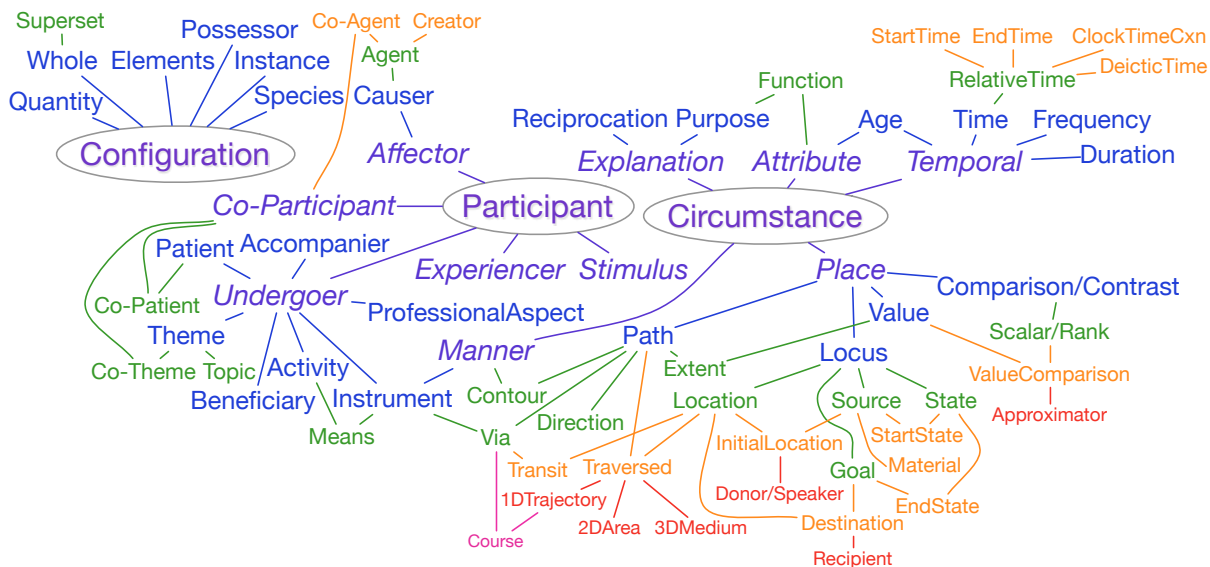 Superset
Co-Agent
Creator
Possessor
Whole
Elements
Instance
Agent
Quantity
Species
Causer
Configuration
Affector
StartTime
EndTime
ClockTimeCxn
DeicticTime
RelativeTime
Function
Reciprocation
Purpose
Age
Time
Frequency
Duration
Explanation
Attribute
Temporal
Co-Participant
Participant
Circumstance
Patient
Accompanier
Experiencer
Stimulus
Place
Undergoer
Co-Patient
ProfessionalAspect
Comparison/Contrast
Value
Theme
Manner
Path
Locus
Scalar/Rank
Co-Theme
Topic
Activity
Extent
ValueComparison
Beneficiary
Instrument
Contour
Location
Source
State
Approximator
Means
Via
Direction
InitialLocation
StartState
Transit
Traversed
Goal
Material
1DTrajectory
Donor/Speaker
EndState
2DArea
3DMedium
Destination
Course
Recipient